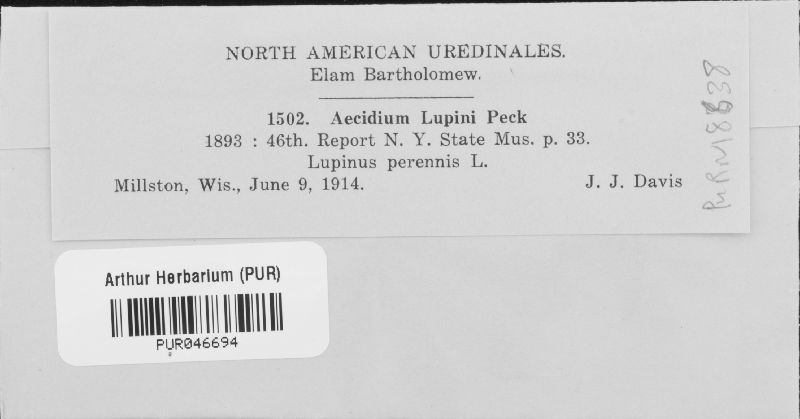 NORTH AMERICAN UREDINALES.
Elam Bartholomew.
1502. Aecidium Lupini Peck
1893 : 46th. Report N. Y. State Mus. p. 33.
Lupinus perennis L.
Millston, Wis., June 9, 1914. J. J. Davis
Arthur Herbarium (PUR)
PUR046694